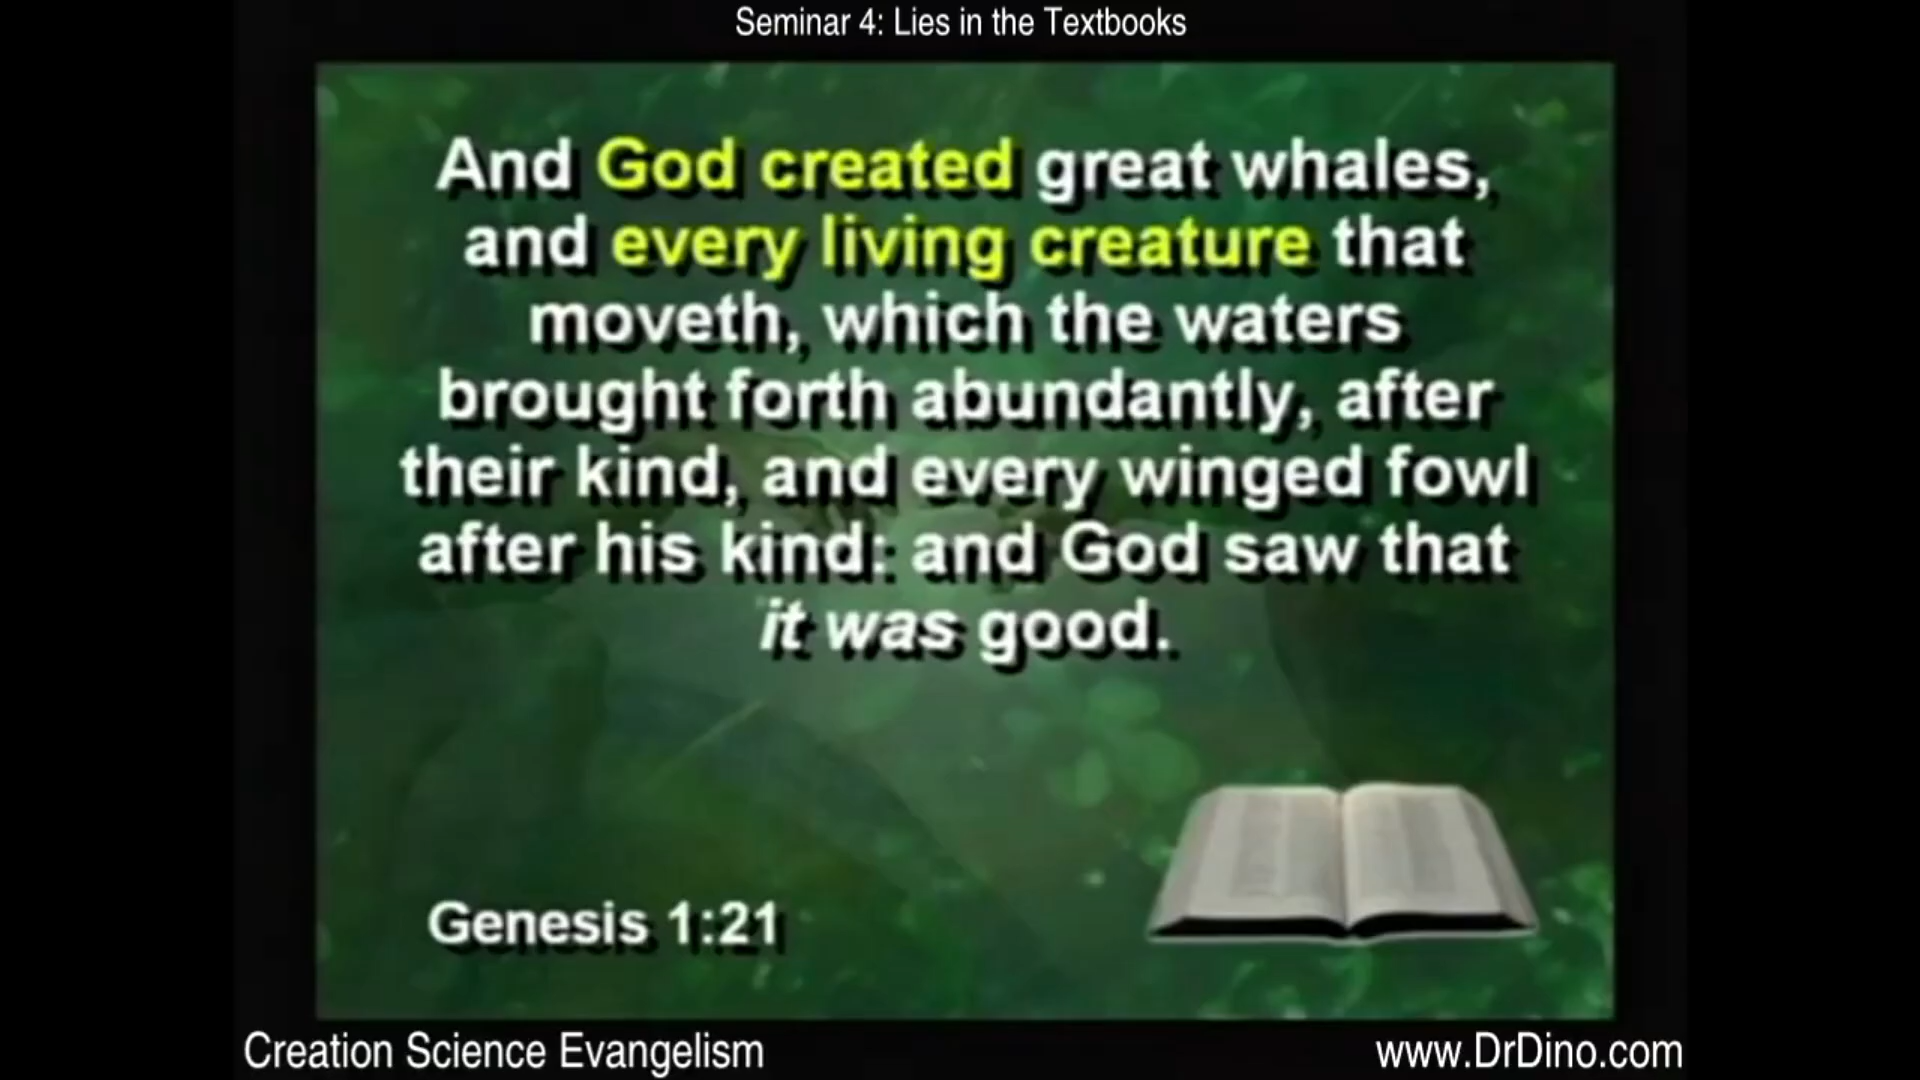 Seminar 4: Lies in the Textbooks
And God created great whales,
and every living creature that
moveth, which the waters
brought forth abundantly, after
their kind, and every winged fowl
after his kind: and God saw that
it was good.
Genesis 1:21
Creation Science Evangelism
www.DrDino.com